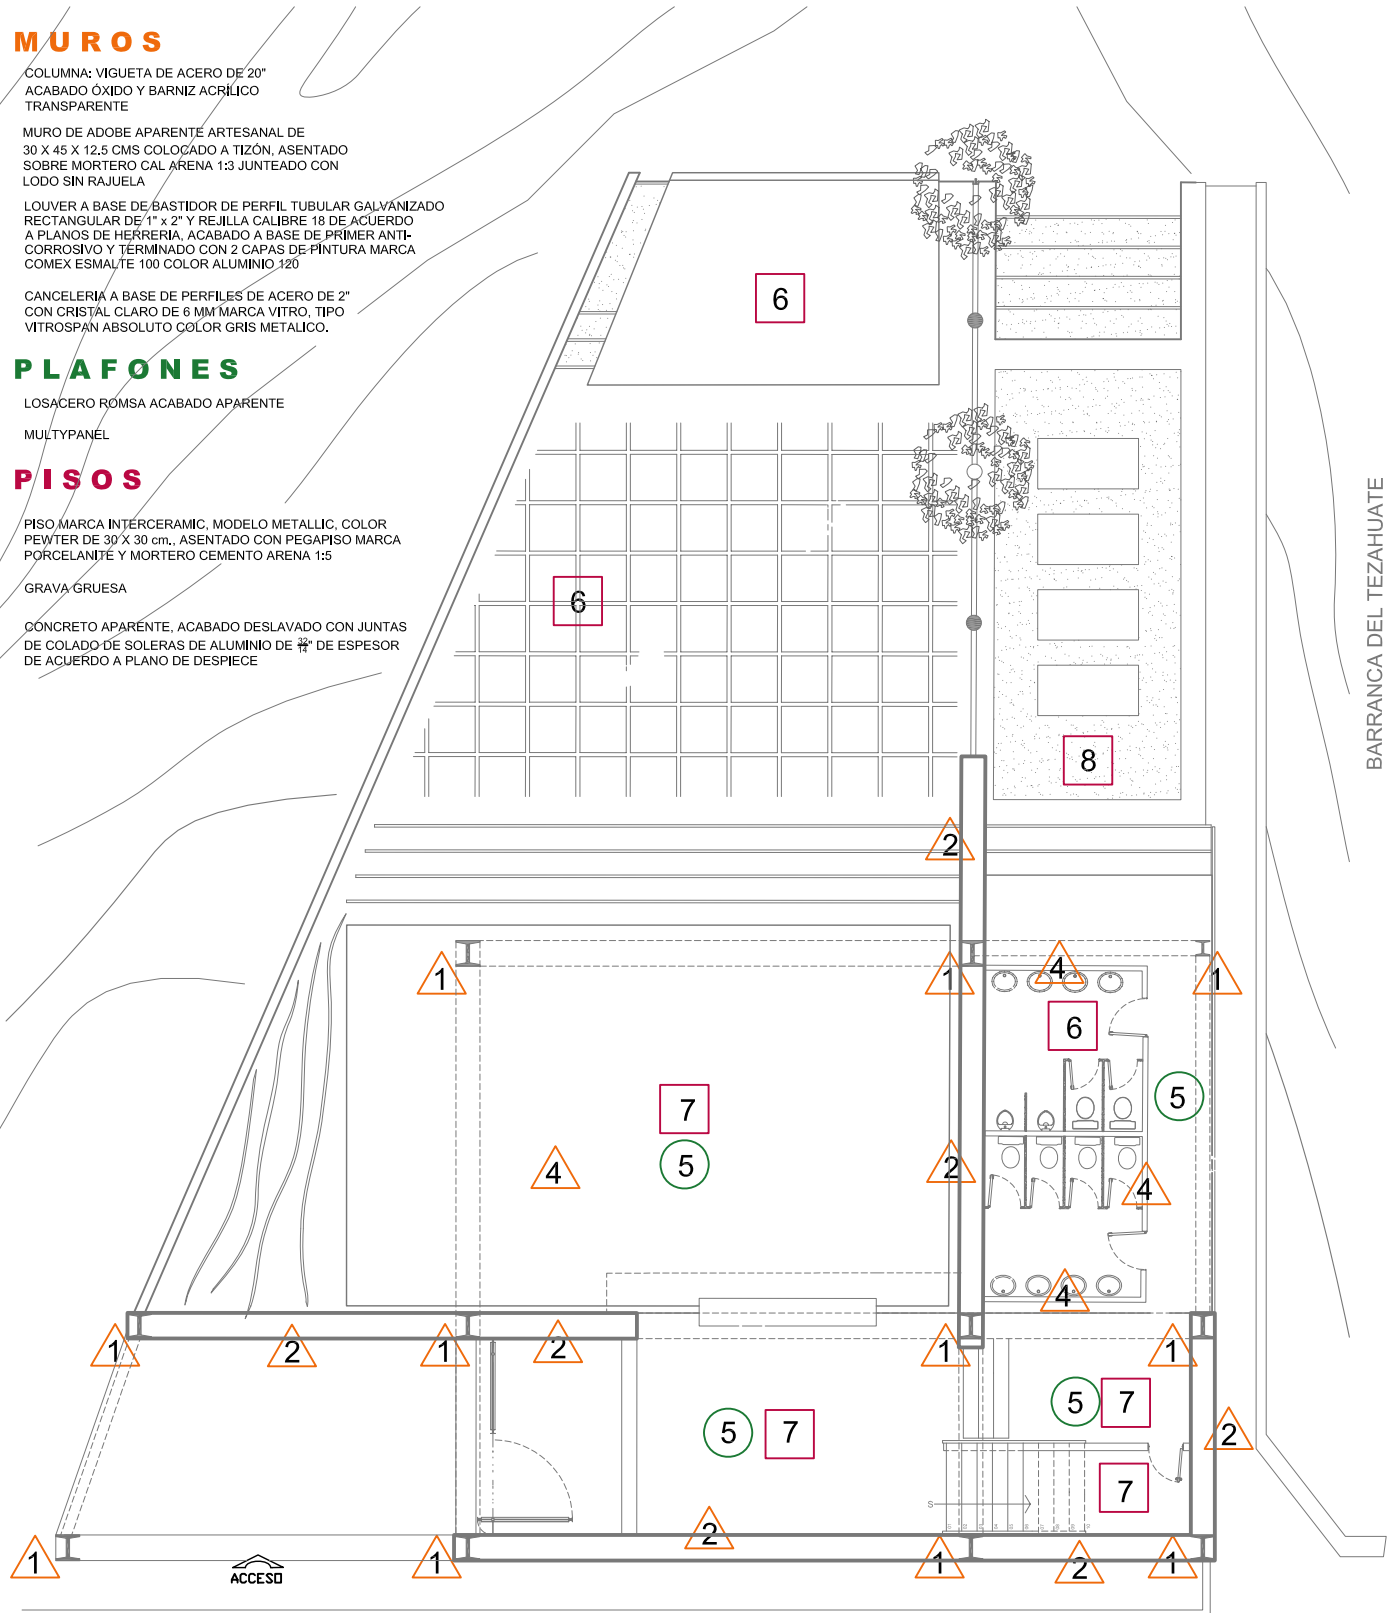 MUROS
COLUMNA: VIGUETA DE ACERO DE 20"
ACABADO ÓXIDO Y BARNIZ ACRÍLICO
TRANSPARENTE
MURO DE ADOBE APARENTE ARTESANAL DE
30 X 45 X 12.5 CMS COLOCADO A TIZÓN, ASENTADO
SOBRE MORTERO CAL ARENA 1:3 JUNTEADO CON
LODO SIN RAJUELA
LOUVER A BASE DE BASTIDOR DE PERFIL TUBULAR GALVANIZADO
RECTANGULAR DE 1" x 2" Y REJILLA CALIBRE 18 DE ACUERDO
A PLANOS DE HERRERIA, ACABADO A BASE DE PRIMER ANTI-
CORROSIVO Y TERMINADO CON 2 CAPAS DE PINTURA MARCA
COMEX ESMALTE 100 COLOR ALUMINIO 120
CANCELERIA A BASE DE PERFILES DE ACERO DE 2"
CON CRISTAL CLARO DE 6 MM MARCA VITRO, TIPO
VITROSPAN ABSOLUTO COLOR GRIS METALICO.
PLAFONES
LOSACERO ROMSA ACABADO APARENTE
MULTYPANEL
PISOS
PISO MARCA INTERCERAMIC, MODELO METALLIC, COLOR
PEWTER DE 30 X 30 cm., ASENTADO CON PEGAPISO MARCA
PORCELANITE Y MORTERO CEMENTO ARENA 1:5
GRAVA GRUESA
CONCRETO APARENTE, ACABADO DESLAVADO CON JUNTAS
DE COLADO DE SOLERAS DE ALUMINIO DE " DE ESPESOR
DE ACUERDO A PLANO DE DESPIECE
6
6
BARRANCA DEL TEZAHUATE
8
2
1
1
4
1
6
5
7
5
4
2
4
4
1
2
1
2
1
1
5
7
5
7
2
7
S
2
1
1
1
2
1
ACCESO